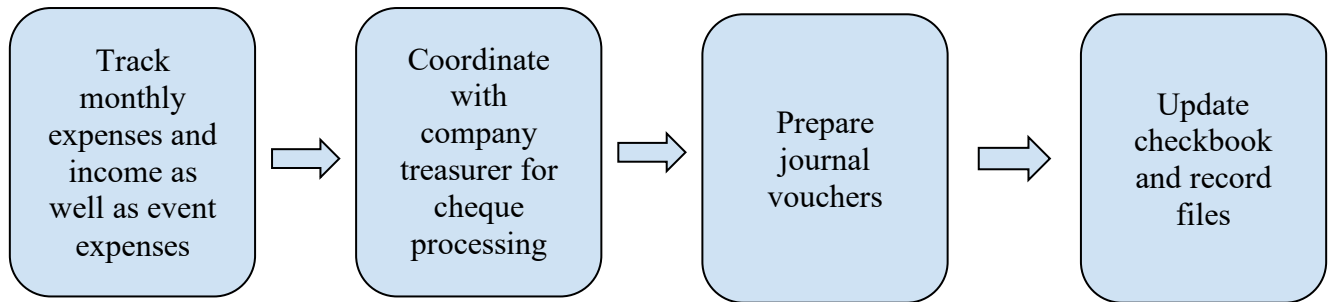 Track
monthly
expenses and
income as
well as event
expenses
Coordinate
with
company
treasurer for
cheque
processing
Prepare
journal
vouchers
Update
checkbook
and record
files